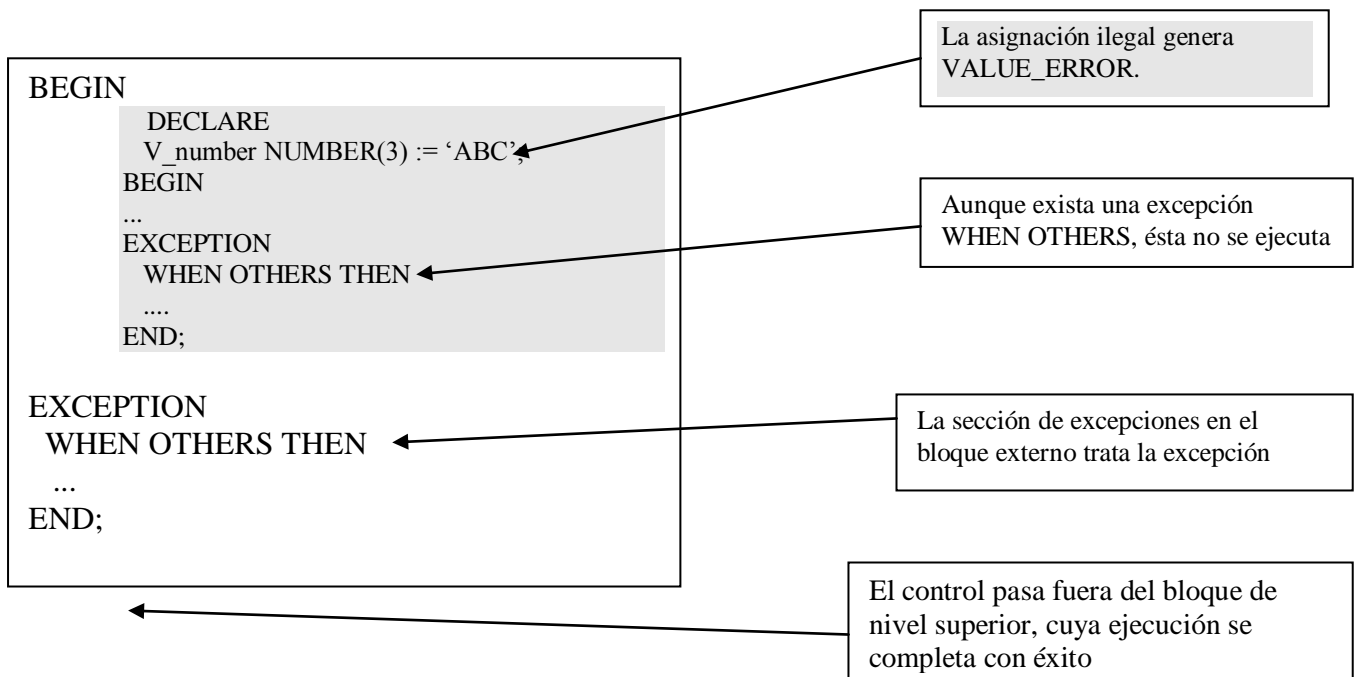 La asignación ilegal genera
VALUE_ERROR.
BEGIN
DECLARE
V_number NUMBER(3) := ‘ABC’;
BEGIN
...
EXCEPTION
WHEN OTHERS THEN
....
END;
Aunque exista una excepción
WHEN OTHERS, ésta no se ejecuta
EXCEPTION
WHEN OTHERS THEN
...
END;
La sección de excepciones en el
bloque externo trata la excepción
El control pasa fuera del bloque de
nivel superior, cuya ejecución se
completa con éxito